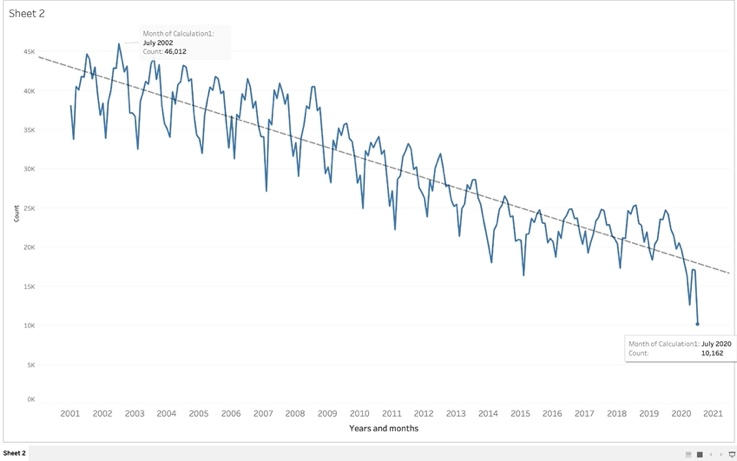 Sheet 2
Month of Calculation1:
July 2002
Count: 46,012
45K
40K
35K
30K
25K
20K
15K
10K
5K
0K
Count
Month of Calculation1: July 2020
Count: 10,162
2001 2002 2003 2004 2005 2006 2007 2008 2009 2010 2011 2012 2013 2014 2015 2016 2017 2018 2019 2020 2021
Years and months
Sheet 2